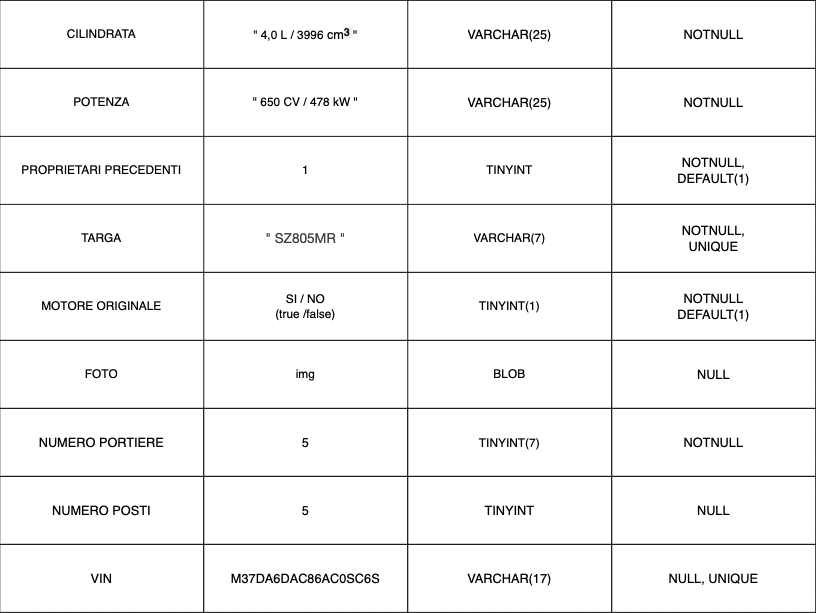 CILINDRATA " 4,0 L / 3996 cm³ " VARCHAR(25) NOTNULL
POTENZA " 650 CV / 478 kW " VARCHAR(25) NOTNULL
PROPRIETARI PRECEDENTI 1 TINYINT NOTNULL,
DEFAULT(1)
TARGA " SZ805MR " VARCHAR(7) NOTNULL,
UNIQUE
MOTORE ORIGINALE SI / NO
(true /false) TINYINT(1) NOTNULL
DEFAULT(1)
FOTO img BLOB NULL
NUMERO PORTIERE 5 TINYINT(7) NOTNULL
NUMERO POSTI 5 TINYINT NULL
VIN M37DA6DAC86AC0SC6S VARCHAR(17) NULL, UNIQUE